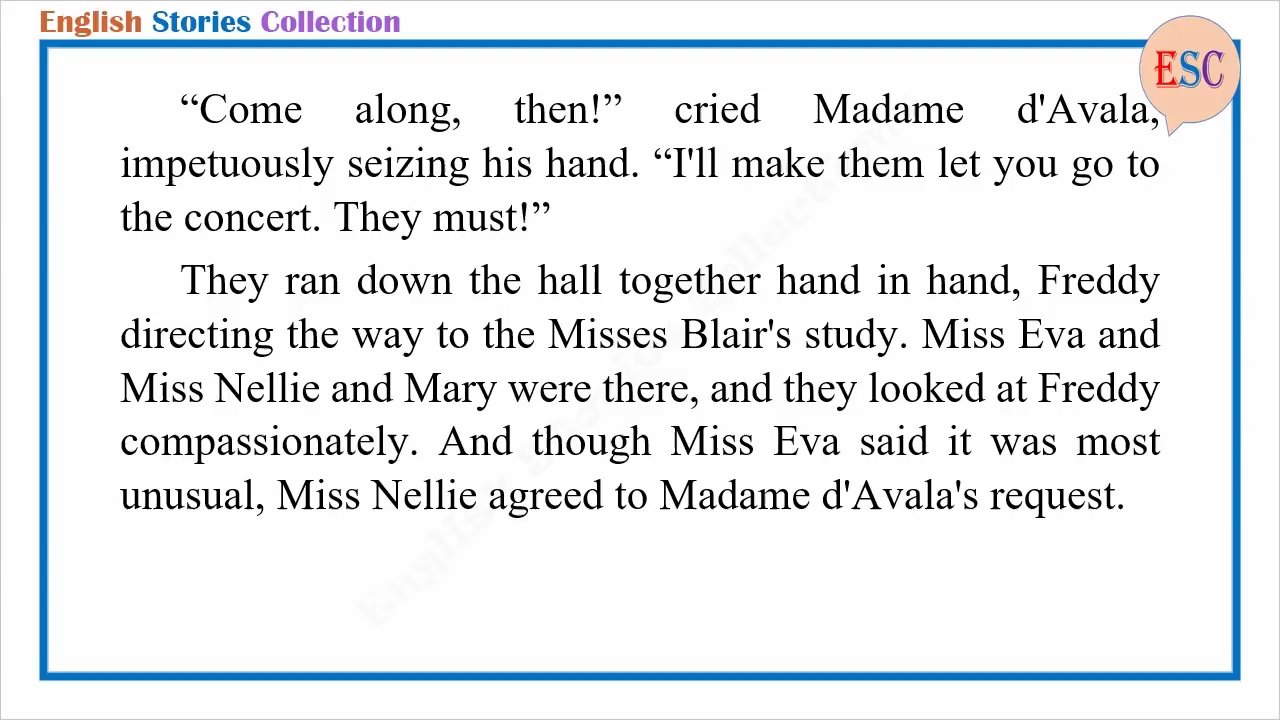 English Stories Collection
ESC
“Come along, then!” cried Madame d'Avala,
impetuously seizing his hand. “I'll make them let you go to
the concert. They must!”
They ran down the hall together hand in hand, Freddy
directing the way to the Misses Blair's study. Miss Eva and
Miss Nellie and Mary were there, and they looked at Freddy
compassionately. And though Miss Eva said it was most
unusual, Miss Nellie agreed to Madame d'Avala's request.